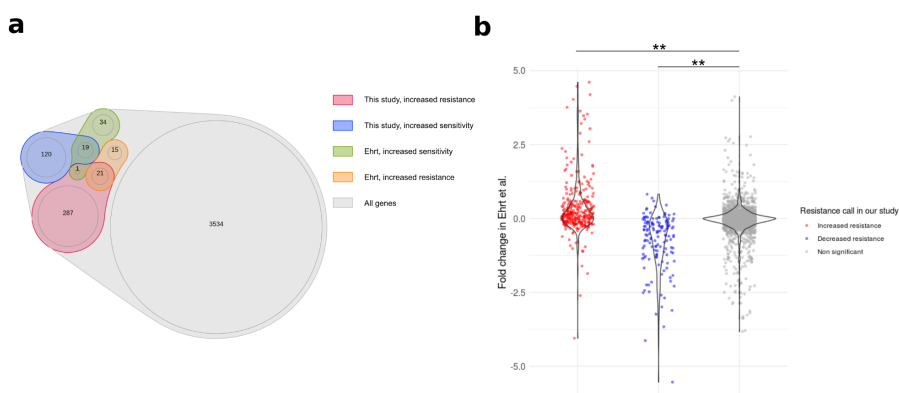 a
34
19
15
120
1
21
287
3534
This study, increased resistance
This study, increased sensitivity
Ehrt, increased sensitivity
Ehrt, increased resistance
All genes
b
**
**
5.0
2.5
0.0
-2.5
-5.0
Fold change in Ehrt et al.
Resistance call in our study
Increased resistance
Decreased resistance
Non significant